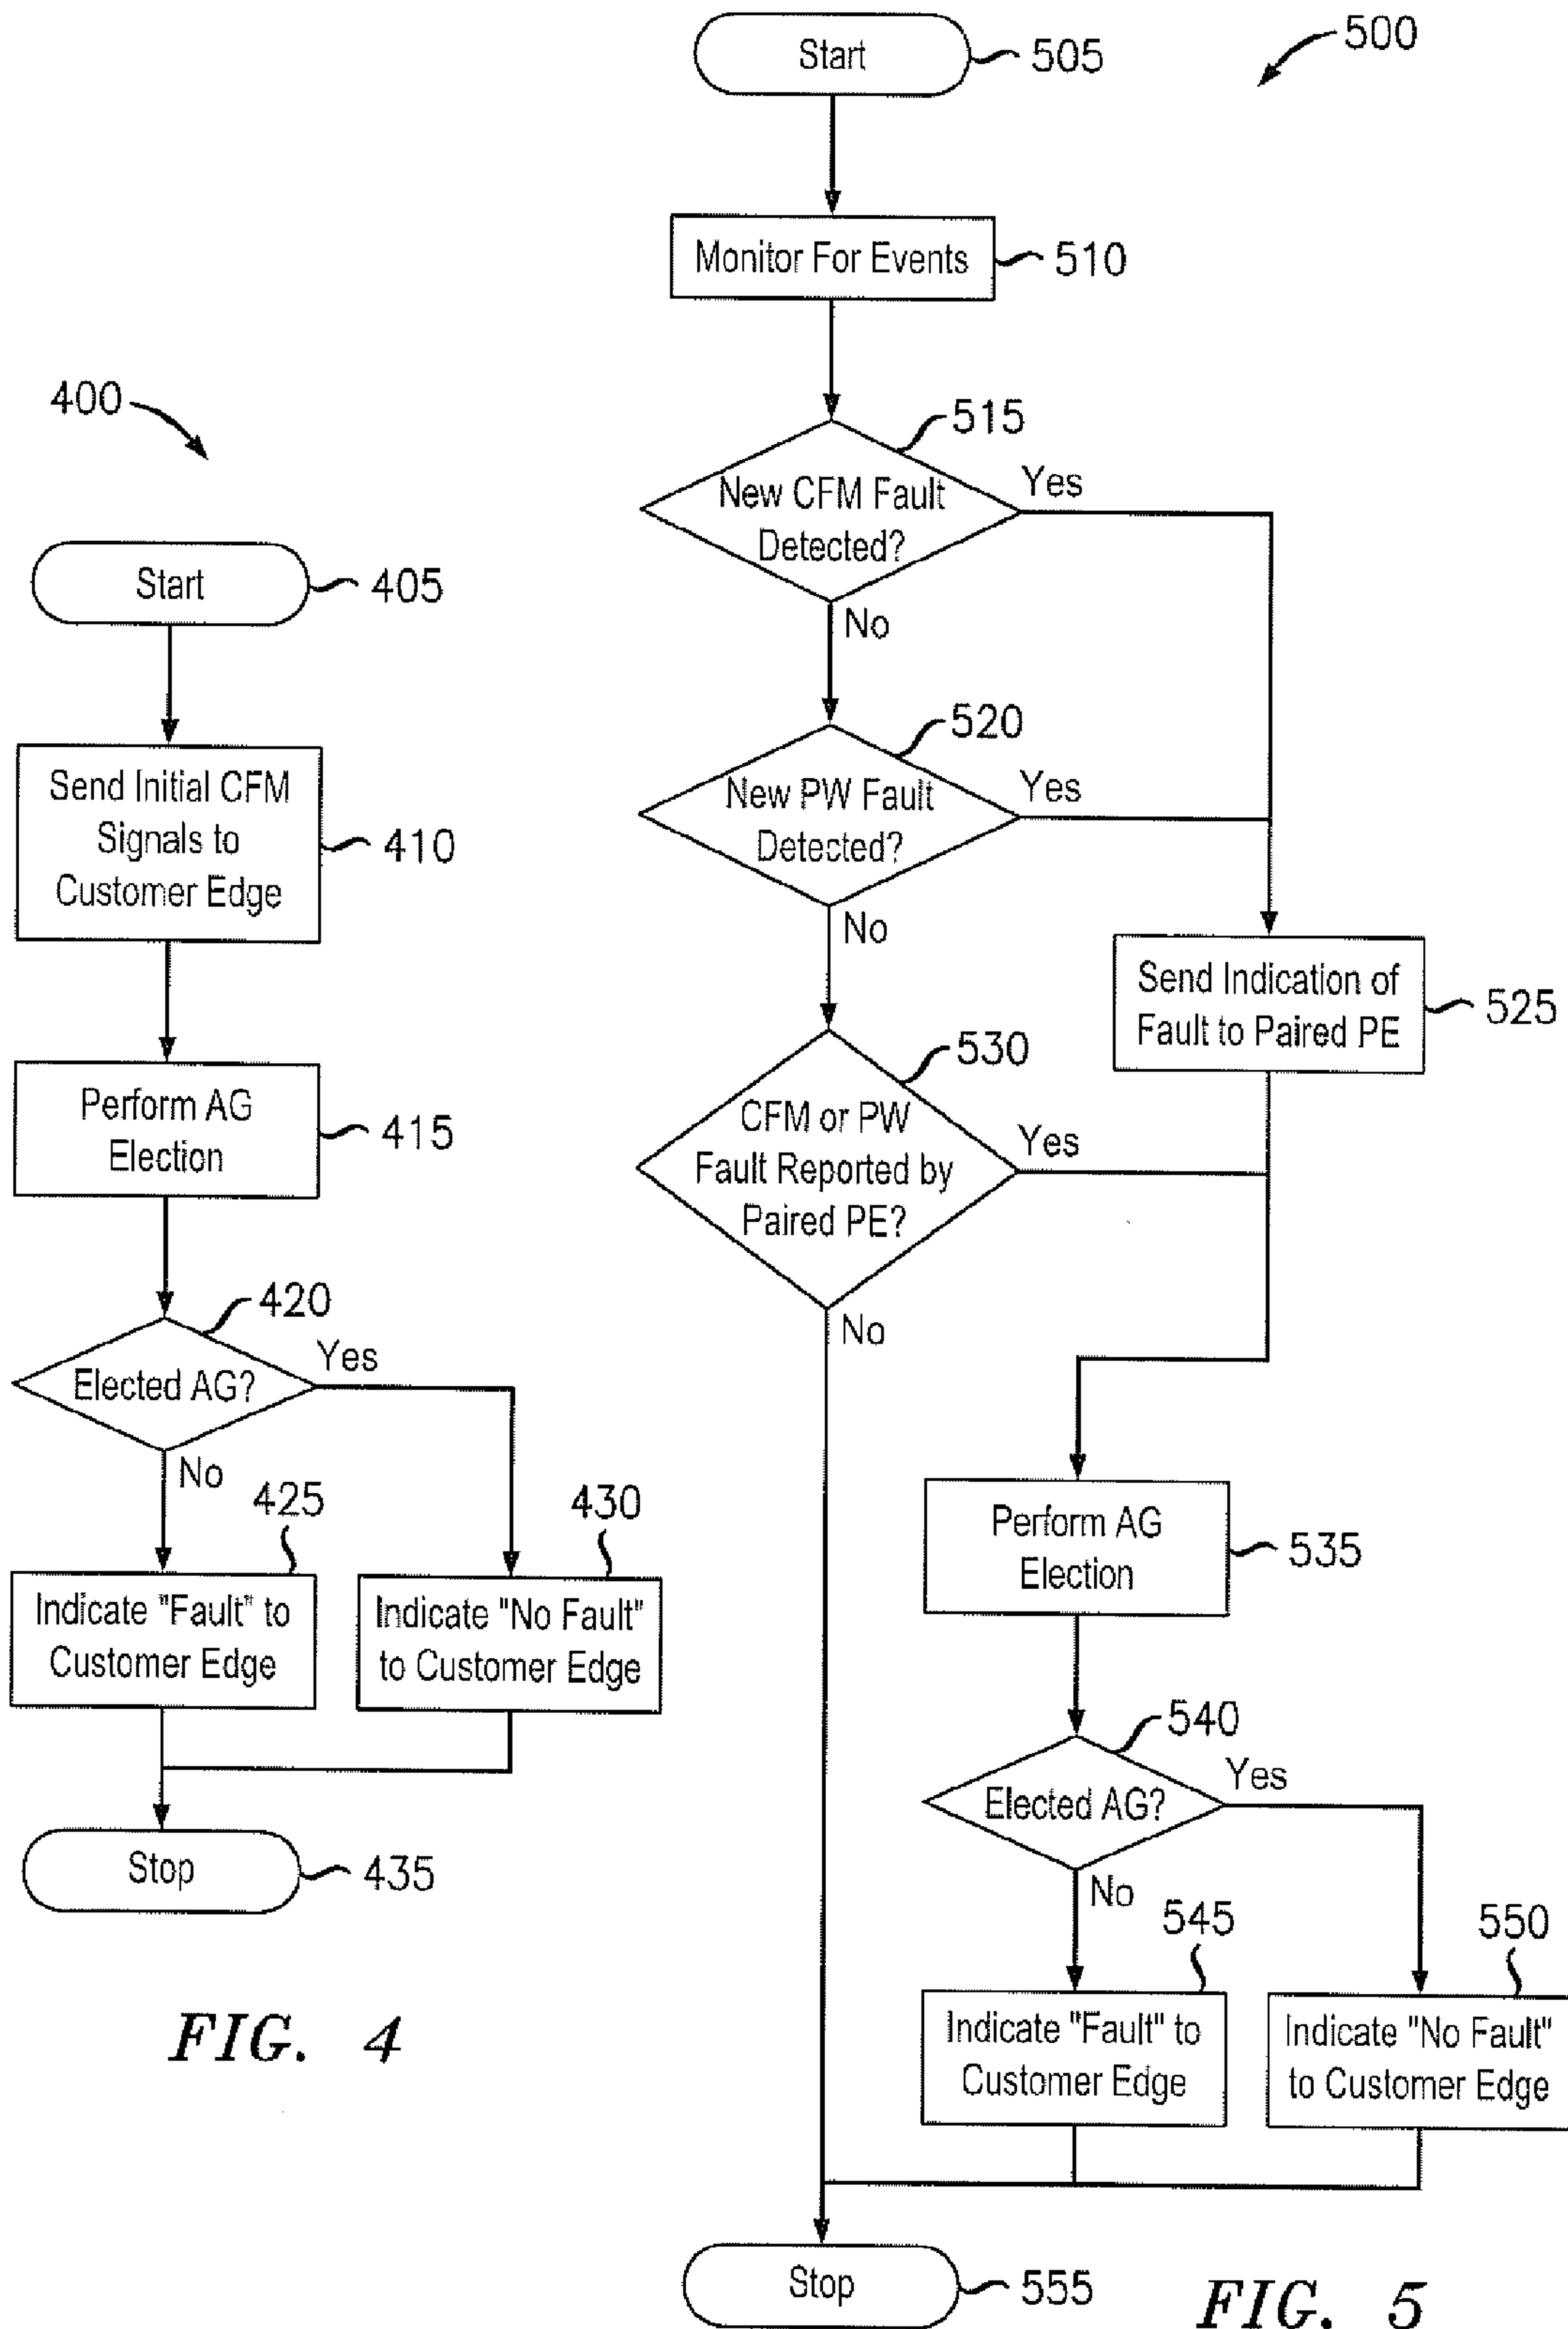 400
Start
405
Send Initial CFM
Signals to
Customer Edge
410
Perform AG
Election
415
420
Elected AG?
Yes
No
425
430
Indicate "Fault" to
Customer Edge
Indicate "No Fault"
to Customer Edge
Stop
435
FIG. 4
500
Start
505
Monitor For Events
510
515
New CFM Fault
Detected?
Yes
No
520
New PW Fault
Detected?
Yes
No
Send Indication of
Fault to Paired PE
525
530
CFM or PW
Fault Reported by
Paired PE?
Yes
No
Perform AG
Election
535
540
Elected AG?
Yes
No
545
550
Indicate "Fault" to
Customer Edge
Indicate "No Fault"
to Customer Edge
Stop
555
FIG. 5